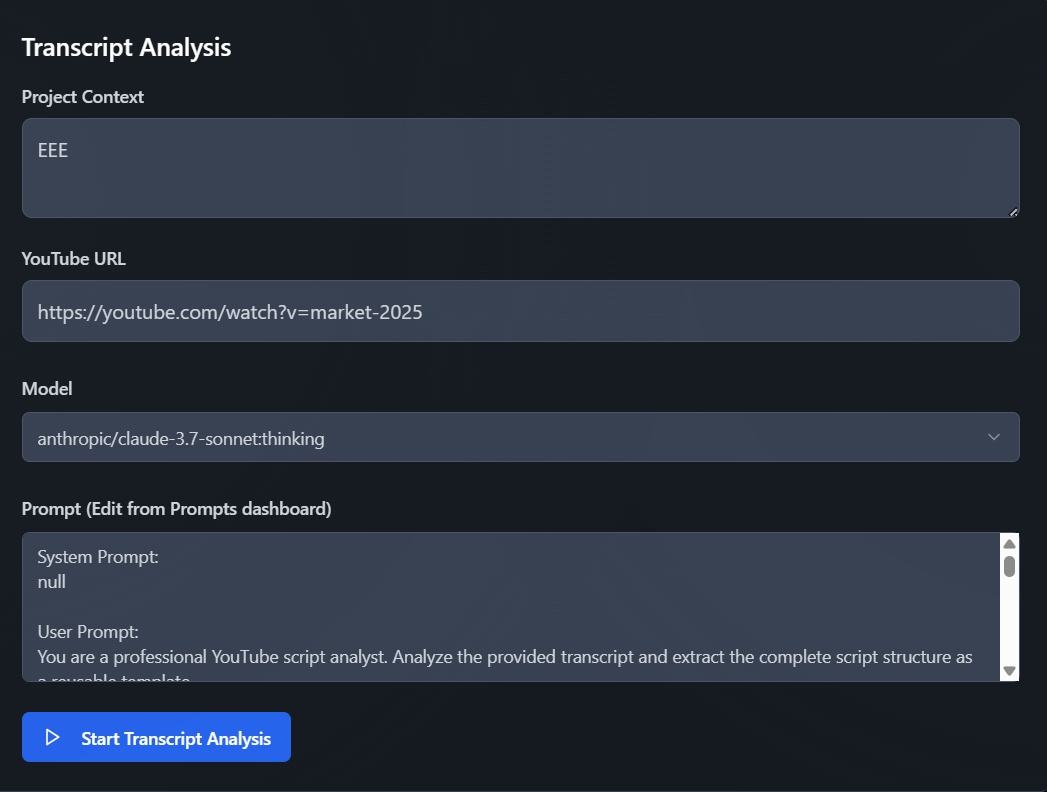 Transcript Analysis
Project Context
EEE
YouTube URL
https://youtube.com/watch?v=market-2025
Model
anthropic/claude-3.7-sonnet:thinking
Prompt (Edit from Prompts dashboard)
System Prompt:
null
User Prompt:
You are a professional YouTube script analyst. Analyze the provided transcript and extract the complete script structure as
a reusable template
Start Transcript Analysis